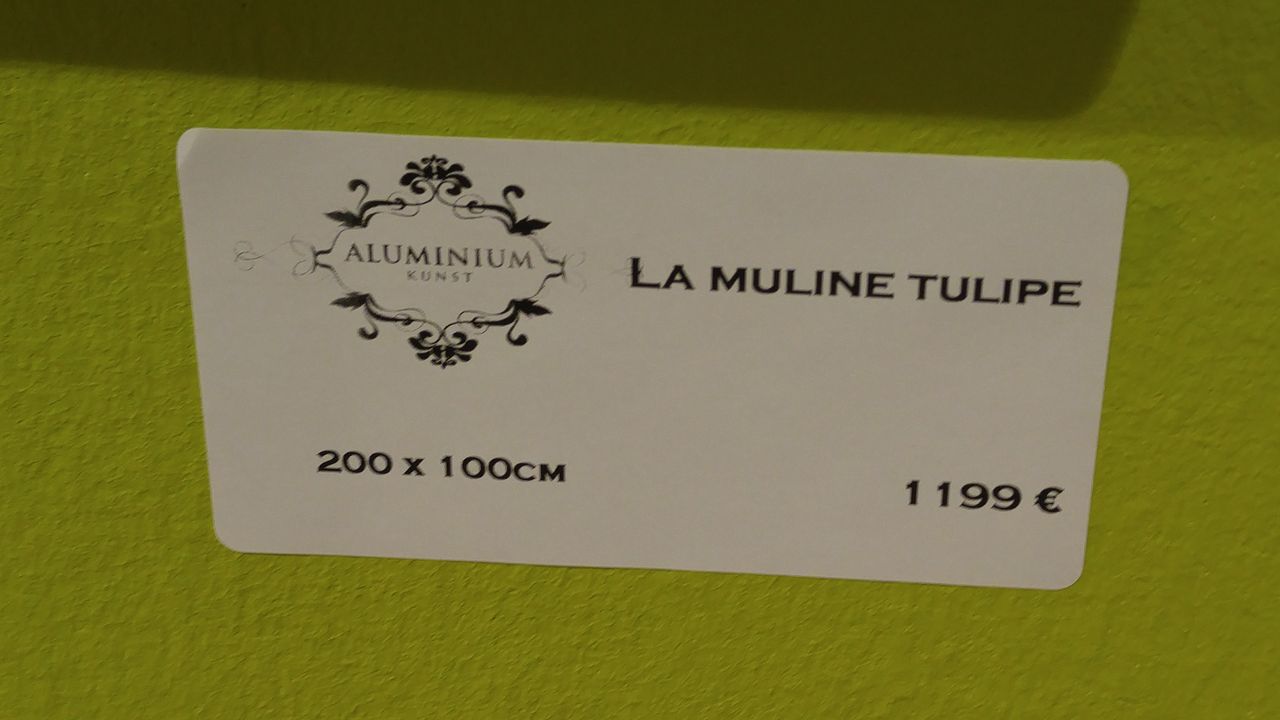 ALUMINIUM
KUNST
LA MULINE TULIPE
200 X 100CM
1199 €